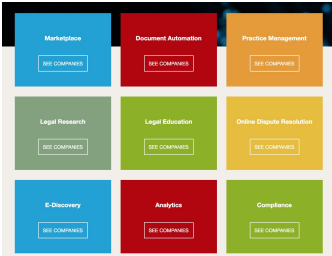 Marketplace
Document Automation
Practice Management
SEE COMPANIES
SEE COMPANIES
SEE COMPANIES
Legal Research
Legal Education
Online Dispute Resolution
SEE COMPANIES
SEE COMPANIES
SEE COMPANIES
E-Discovery
Analytics
Compliance
SEE COMPANIES
SEE COMPANIES
SEE COMPANIES